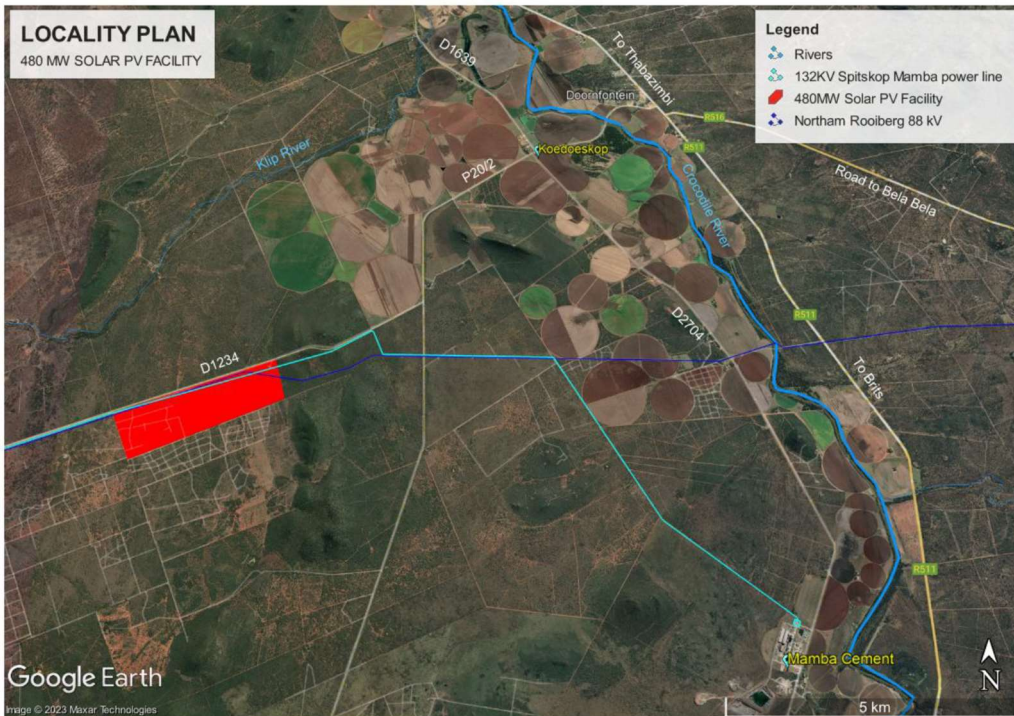 LOCALITY PLAN
480 MW SOLAR PV FACILITY
Legend
Rivers
132KV Spitskop Mamba power line
480MW Solar PV Facility
Northam Rooiberg 88 kV
D1639
To Thabazimbi
Doornfontein
R516
Koedoeskop
R511
Klip River
P20/2
Crocodile River
Road to Bela Bela
R511
D2704
D1234
To Brits
R511
Mamba Cement
Google Earth
Image © 2023 Maxar Technologies
5 km
N